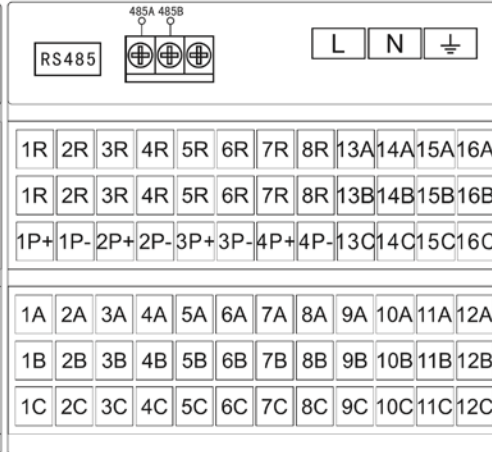 485A 485B
RS485
L N
1R 2R 3R 4R 5R 6R 7R 8R 13A 14A 15A 16A
1R 2R 3R 4R 5R 6R 7R 8R 13B 14B 15B 16B
1P+ 1P- 2P+ 2P- 3P+ 3P- 4P+ 4P- 13C 14C 15C 16C
1A 2A 3A 4A 5A 6A 7A 8A 9A 10A 11A 12A
1B 2B 3B 4B 5B 6B 7B 8B 9B 10B 11B 12B
1C 2C 3C 4C 5C 6C 7C 8C 9C 10C 11C 12C